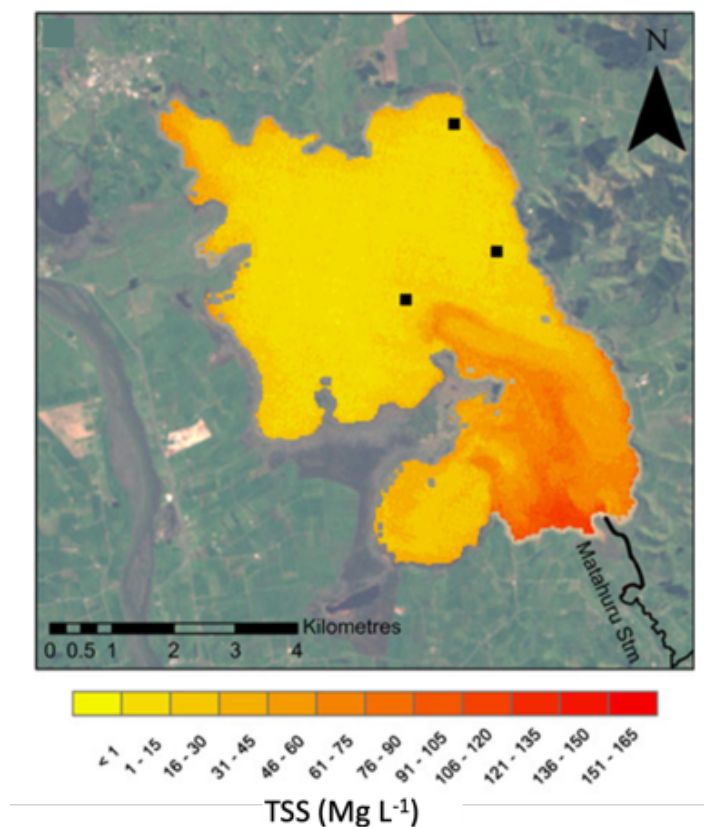 N
Matahuru Stm
Kilometres
0 0.5 1 2 3 4
< 1
1 - 15
16 - 30
31 - 45
46 - 60
61 - 75
76 - 90
91 - 105
106 - 120
121 - 135
136 - 150
151 - 165
TSS (Mg L⁻¹)